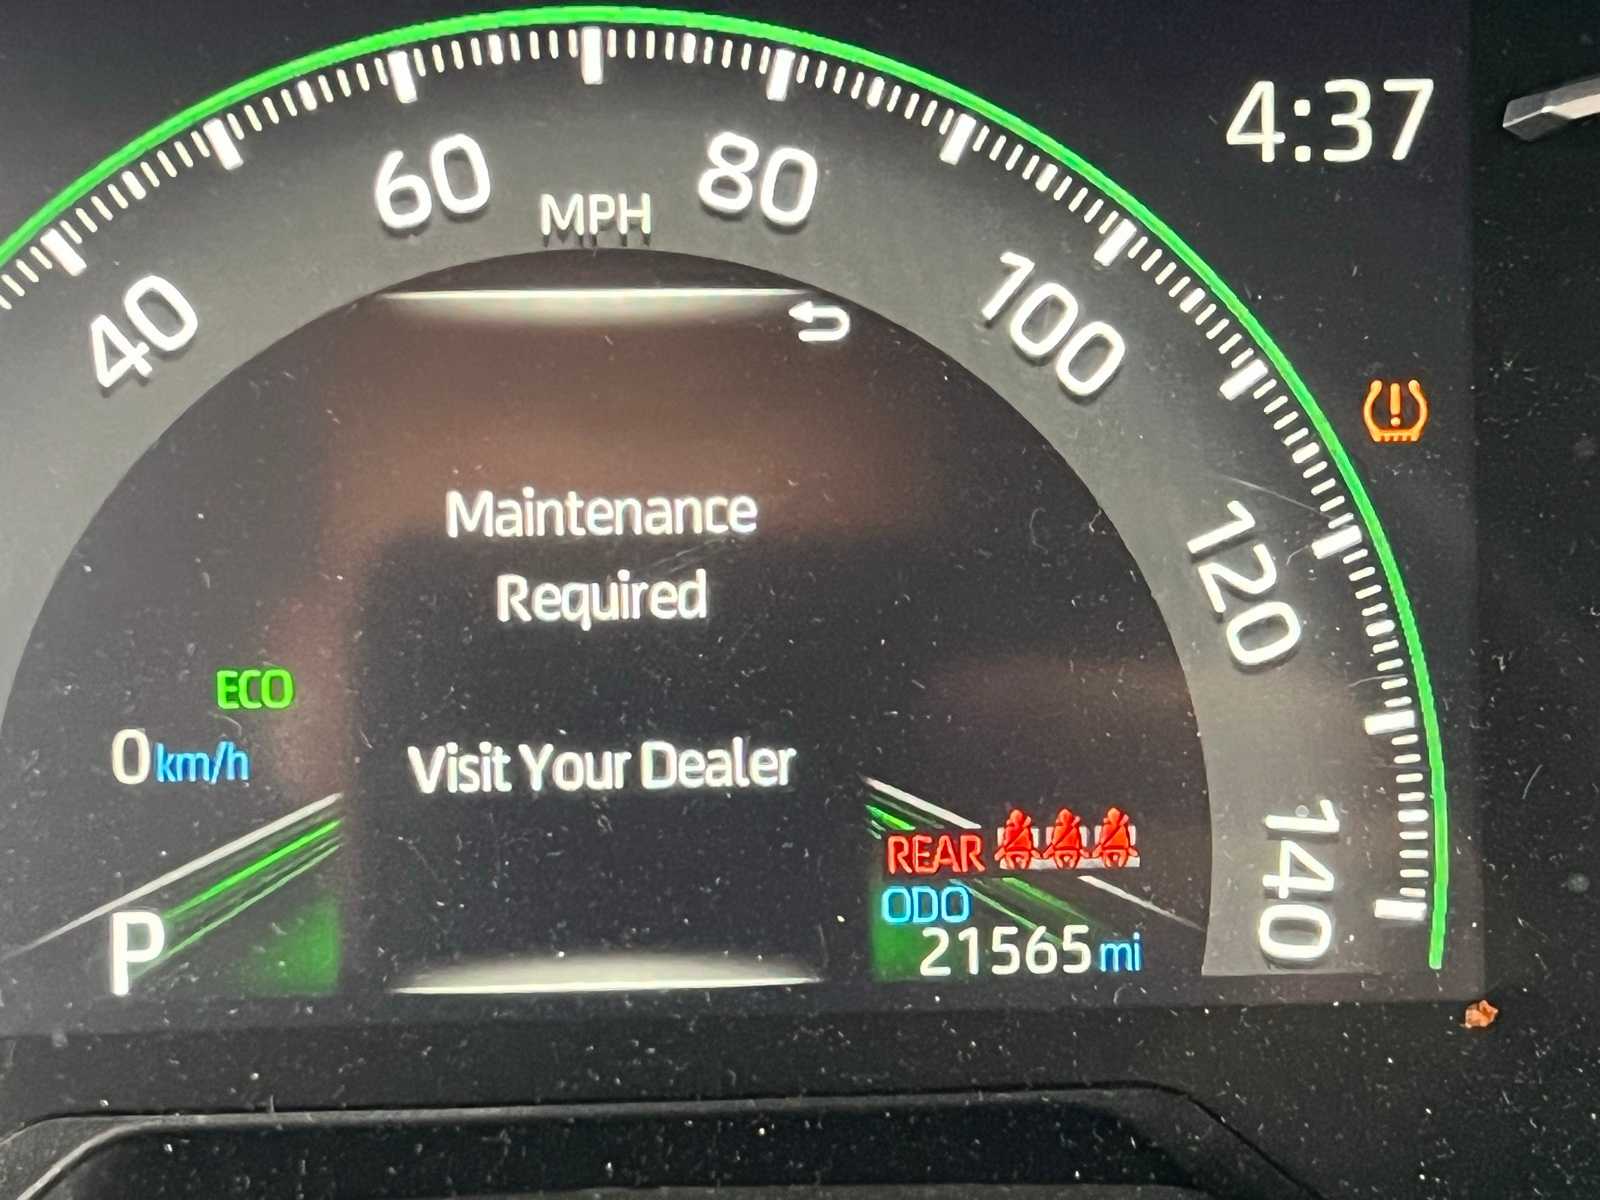 4:37
60
MPH
80
40
100
Maintenance
Required
120
ECO
0 km/h
Visit Your Dealer
REAR
ODO
140
P
21565 mi